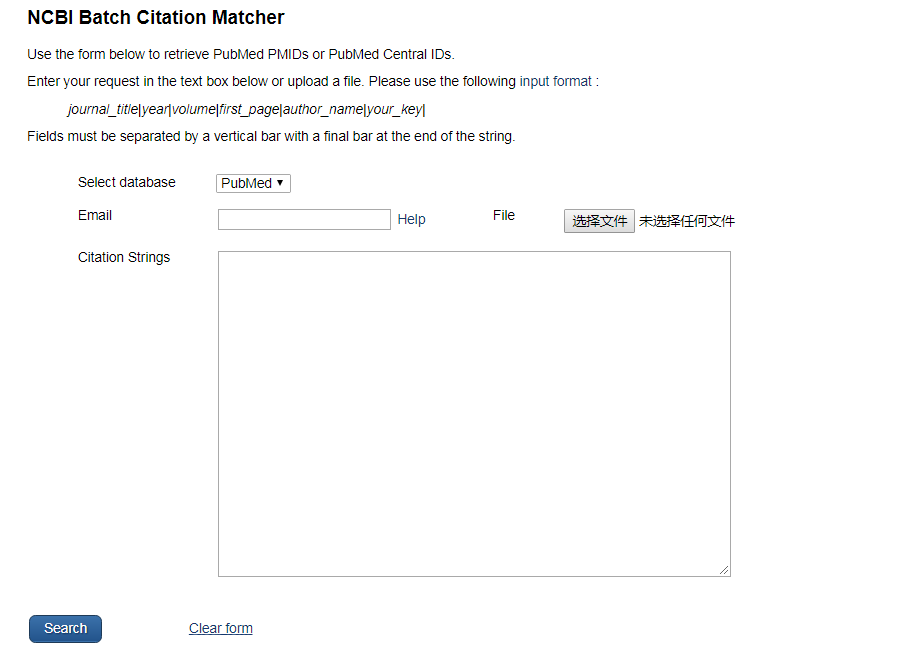 NCBI Batch Citation Matcher
Use the form below to retrieve PubMed PMIDs or PubMed Central IDs.
Enter your request in the text box below or upload a file. Please use the following input format :
journal_title|year|volume|first_page|author_name|your_key|
Fields must be separated by a vertical bar with a final bar at the end of the string.
Select database PubMed ▼
Email Help File 选择文件 未选择任何文件
Citation Strings
Search Clear form